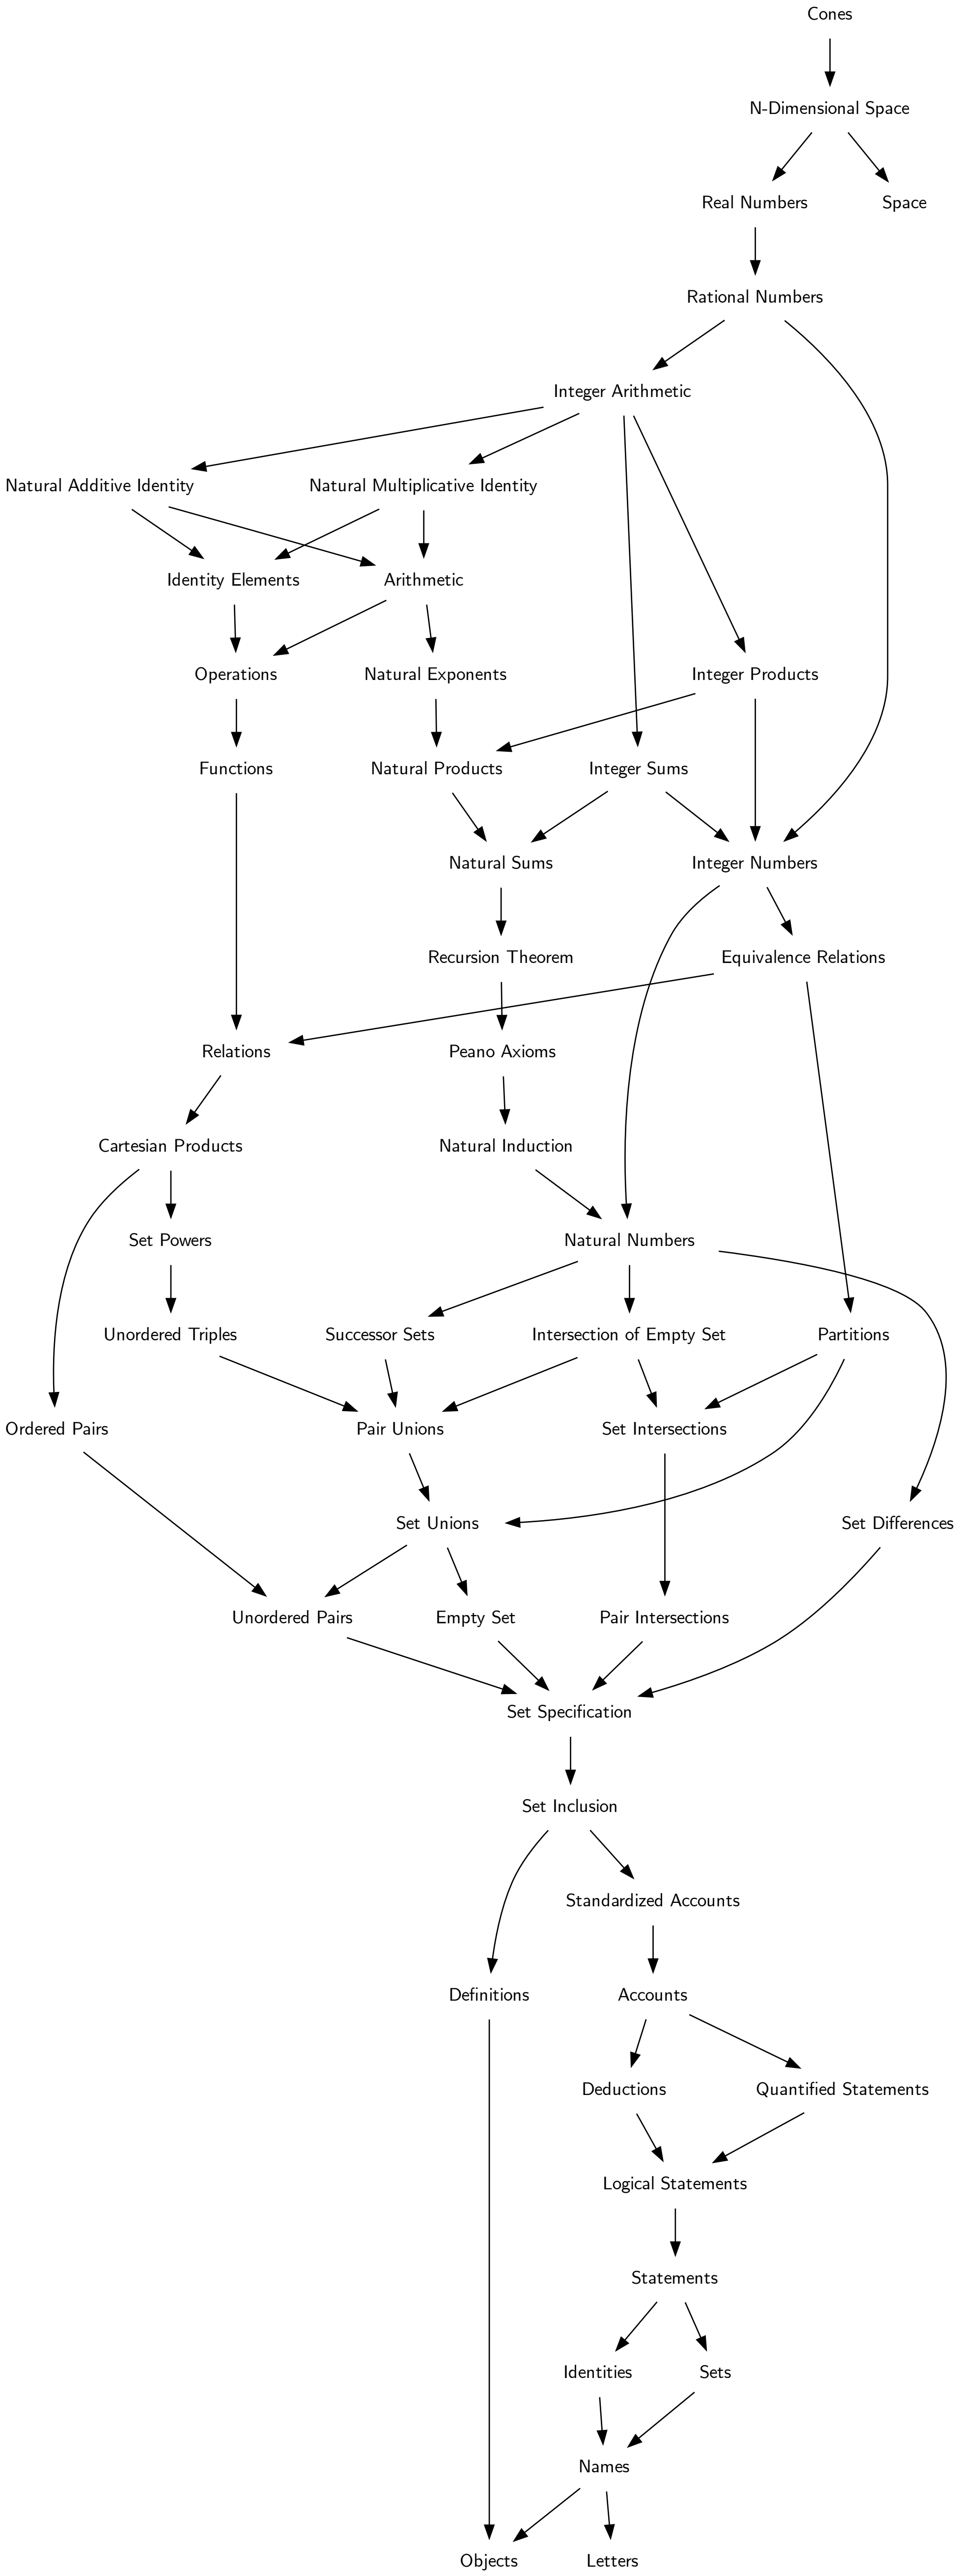 Cones
N-Dimensional Space
Real Numbers
Space
Rational Numbers
Integer Arithmetic
Natural Additive Identity
Natural Multiplicative Identity
Identity Elements
Arithmetic
Operations
Natural Exponents
Integer Products
Functions
Natural Products
Integer Sums
Natural Sums
Integer Numbers
Recursion Theorem
Equivalence Relations
Relations
Peano Axioms
Cartesian Products
Natural Induction
Set Powers
Natural Numbers
Unordered Triples
Successor Sets
Intersection of Empty Set
Partitions
Ordered Pairs
Pair Unions
Set Intersections
Set Unions
Set Differences
Unordered Pairs
Empty Set
Pair Intersections
Set Specification
Set Inclusion
Standardized Accounts
Definitions
Accounts
Deductions
Quantified Statements
Logical Statements
Statements
Identities
Sets
Names
Objects
Letters